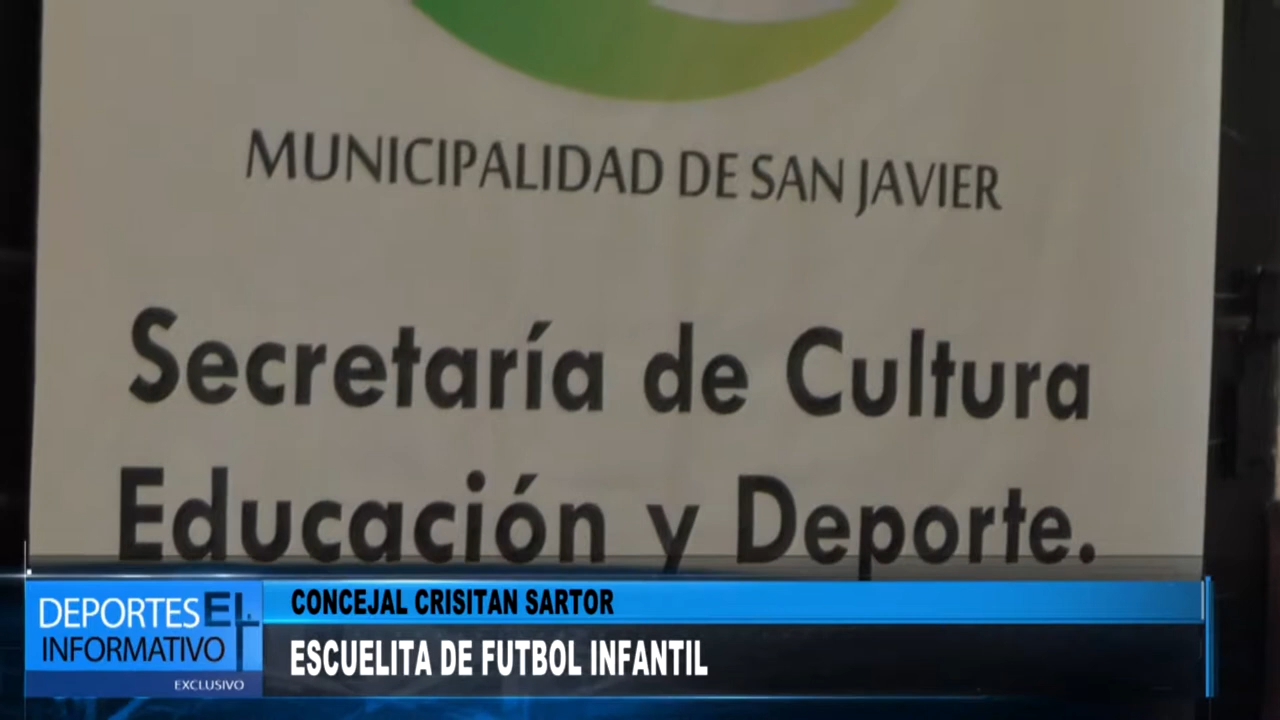 MUNICIPALIDAD DE SAN JAVIER
Secretaría de Cultura
Educación y Deporte.
CONCEJAL CRISITAN SARTOR
ESCUELITA DE FUTBOL INFANTIL
DEPORTES EL
INFORMATIVO
EXCLUSIVO